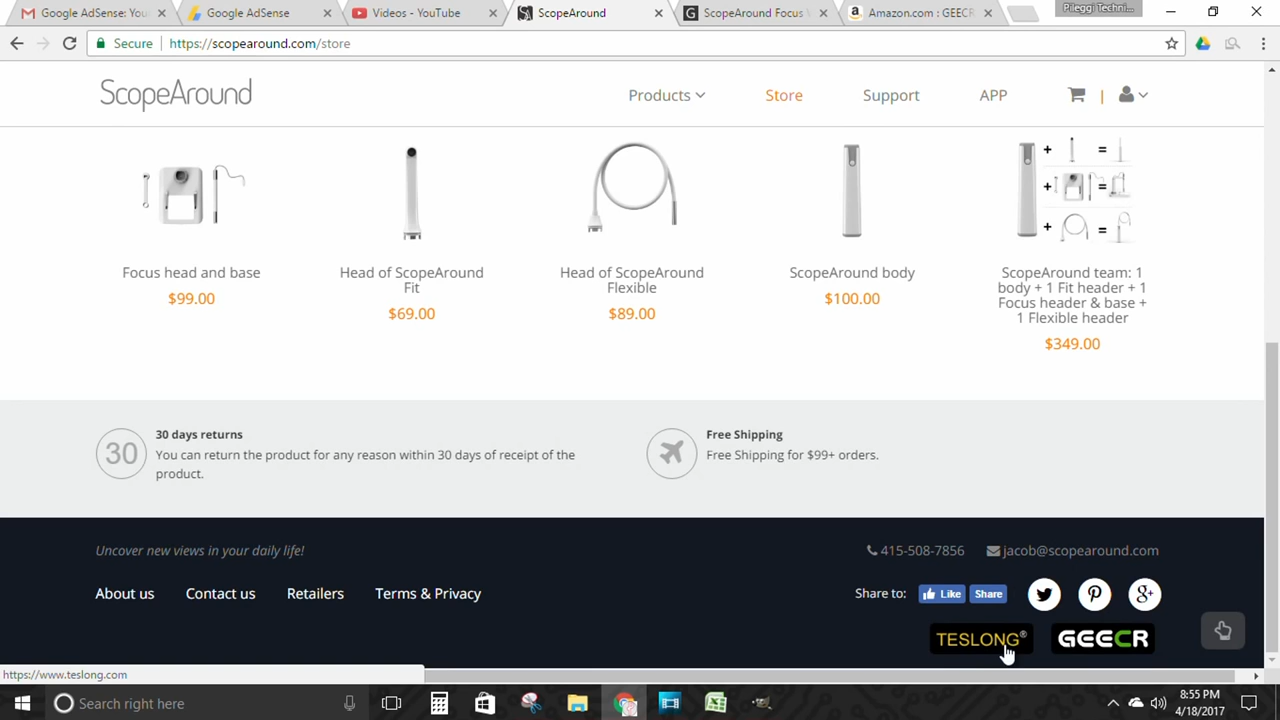 Google AdSense: You
Google AdSense
Videos - YouTube
ScopeAround
ScopeAround Focus
Amazon.com : GEECR
Pileggi Techni...
Secure
https://scopearound.com/store
ScopeAround
Products
Store
Support
APP
+ =
+ =
+ =
Focus head and base
$99.00
Head of ScopeAround
Fit
$69.00
Head of ScopeAround
Flexible
$89.00
ScopeAround body
$100.00
ScopeAround team: 1
body + 1 Fit header + 1
Focus header & base +
1 Flexible header
$349.00
30
30 days returns
You can return the product for any reason within 30 days of receipt of the
product.
Free Shipping
Free Shipping for $99+ orders.
Uncover new views in your daily life!
415-508-7856
jacob@scopearound.com
About us
Contact us
Retailers
Terms & Privacy
Share to:
Like
Share
g+
TESLONG®
GEECR
https://www.teslong.com
Search right here
8:55 PM
4/18/2017